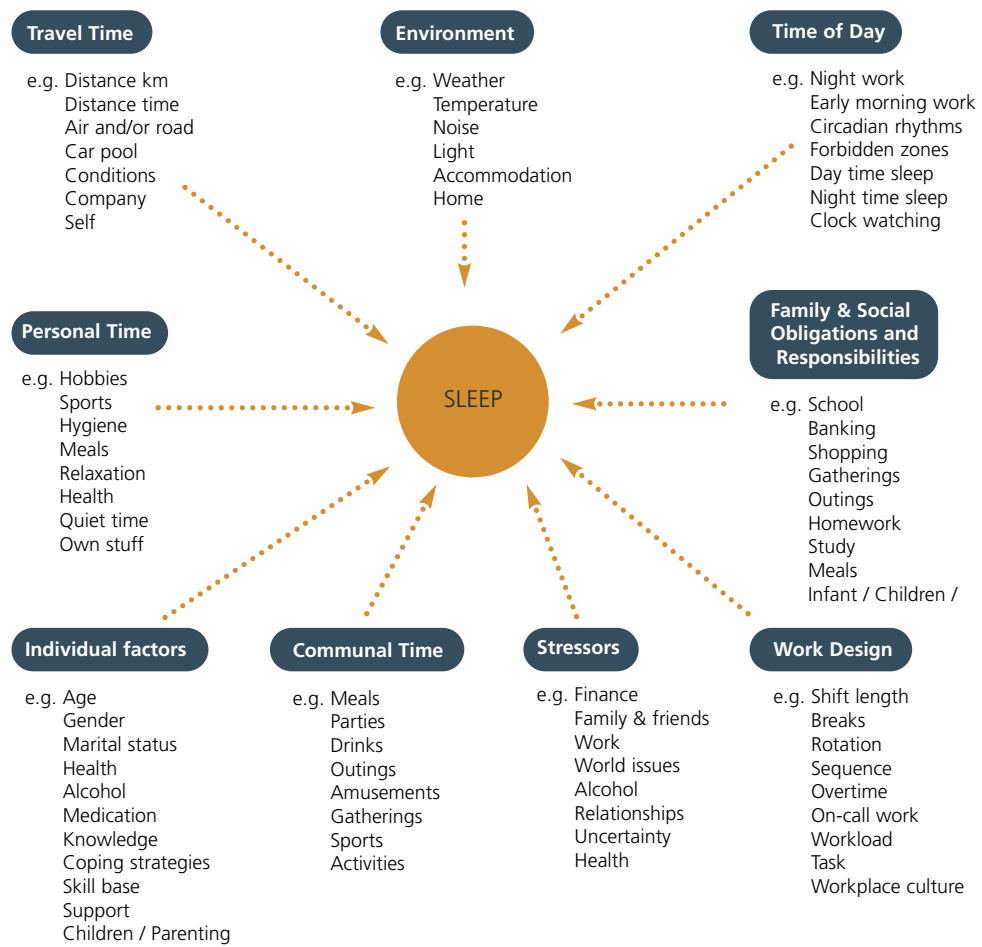 Travel Time
e.g. Distance km
Distance time
Air and/or road
Car pool
Conditions
Company
Self
Environment
e.g. Weather
Temperature
Noise
Light
Accommodation
Home
Time of Day
e.g. Night work
Early morning work
Circadian rhythms
Forbidden zones
Day time sleep
Night time sleep
Clock watching
Personal Time
e.g. Hobbies
Sports
Hygiene
Meals
Relaxation
Health
Quiet time
Own stuff
SLEEP
Family & Social
Obligations and
Responsibilities
e.g. School
Banking
Shopping
Gatherings
Outings
Homework
Study
Meals
Infant / Children /
Individual factors
e.g. Age
Gender
Marital status
Health
Alcohol
Medication
Knowledge
Coping strategies
Skill base
Support
Children / Parenting
Communal Time
e.g. Meals
Parties
Drinks
Outings
Amusements
Gatherings
Sports
Activities
Stressors
e.g. Finance
Family & friends
Work
World issues
Alcohol
Relationships
Uncertainty
Health
Work Design
e.g. Shift length
Breaks
Rotation
Sequence
Overtime
On-call work
Workload
Task
Workplace culture